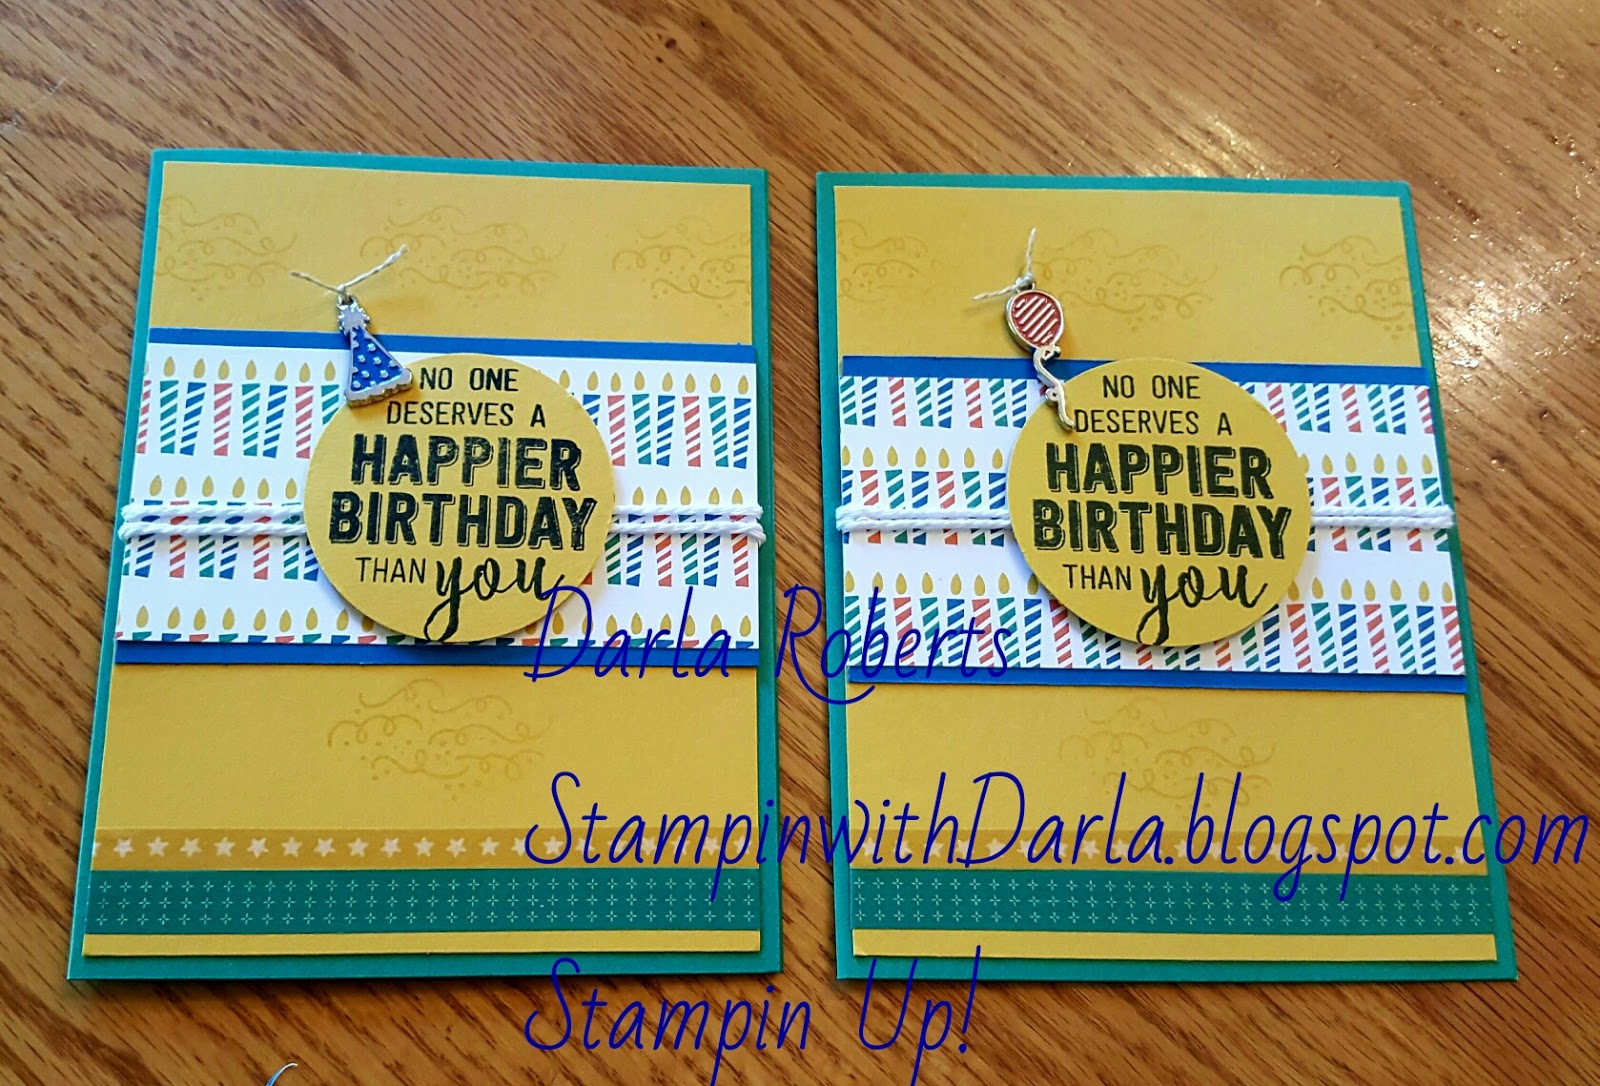 NO ONE
DESERVES A
HAPPIER
BIRTHDAY
THAN you
NO ONE
DESERVES A
HAPPIER
BIRTHDAY
THAN you
Darla Roberts
StampinwithDarla.blogspot.com
Stampin Up!